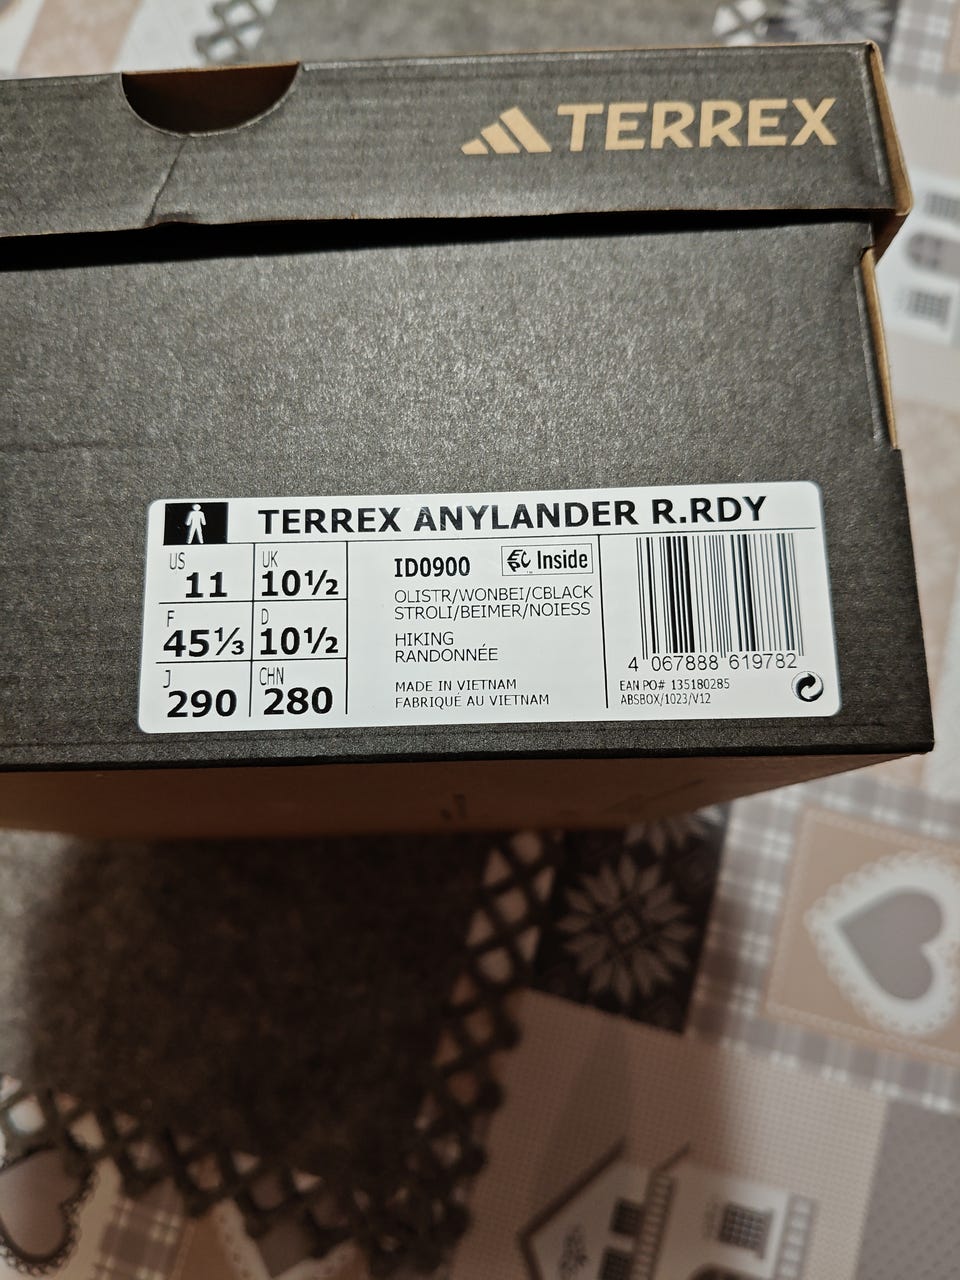 TERREX
TERREX ANYLANDER R.RDY
US 11
UK 10½
F 45⅓
D 10½
J 290
CHN 280
ID0900
Inside
OLISTR/WONBEI/CBLACK
STROLI/BEIMER/NOIESS
HIKING
RANDONNÉE
MADE IN VIETNAM
FABRIQUÉ AU VIETNAM
4 067888 619782
EAN PO# 135180285
ABSBOX/1023/V12